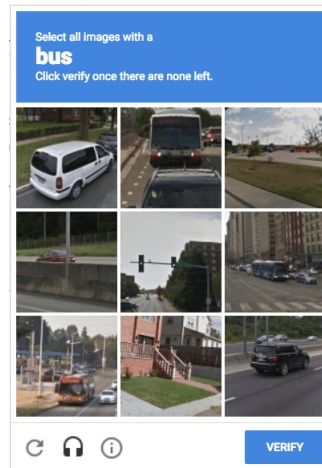 Select all images with a
bus
Click verify once there are none left.
VERIFY